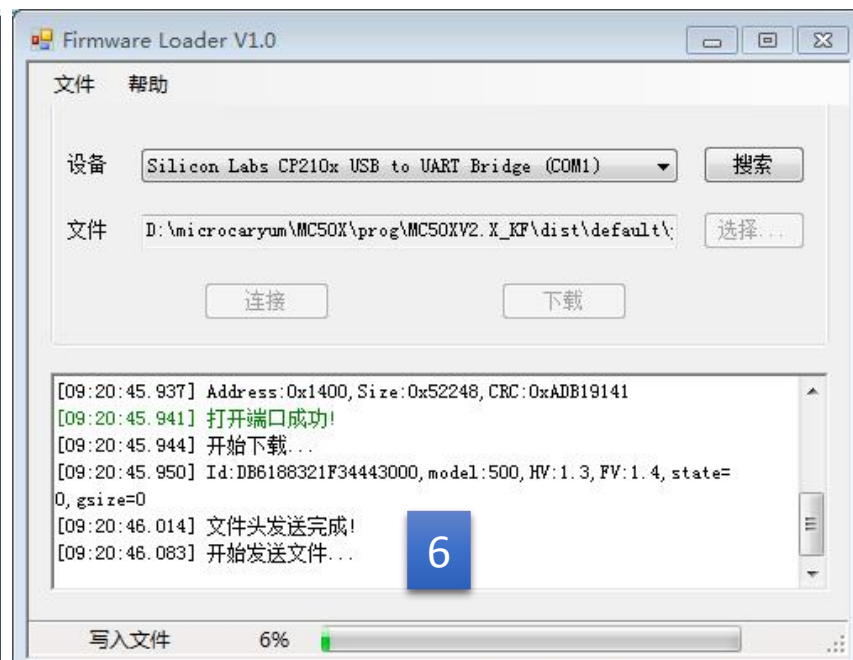 Firmware Loader V1.0
文件 帮助
设备 Silicon Labs CP210x USB to UART Bridge (COM1) 搜索
文件 D:\microcaryum\MC50X\prog\MC50XV2.X_KF\dist\default\ 选择...
连接 下载
[09:20:45.937] Address:0x1400,Size:0x52248,CRC:0xADB19141
[09:20:45.941] 打开端口成功!
[09:20:45.944] 开始下载...
[09:20:45.950] Id:DB6188321F34443000,model:500,HV:1.3,FV:1.4,state=
0,gsize=0
[09:20:46.014] 文件头发送完成!
[09:20:46.083] 开始发送文件...
6
写入文件 6%